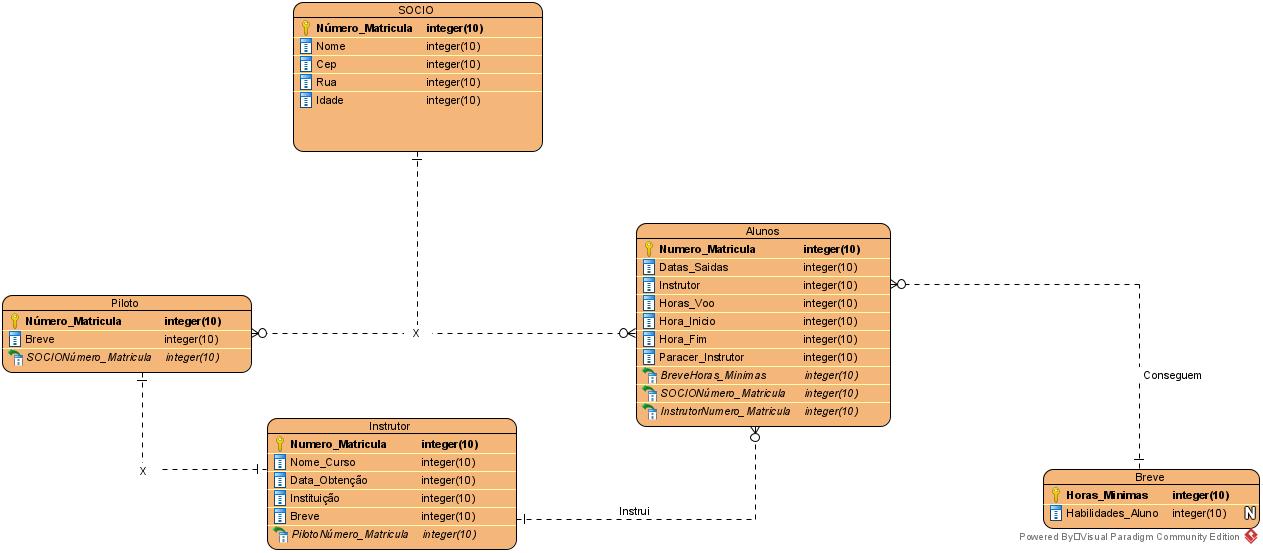 SOCIO
Número_Matricula integer(10)
Nome integer(10)
Cep integer(10)
Rua integer(10)
Idade integer(10)
Alunos
Numero_Matricula integer(10)
Datas_Saidas integer(10)
Instrutor integer(10)
Horas_Voo integer(10)
Hora_Inicio integer(10)
Hora_Fim integer(10)
Paracer_Instrutor integer(10)
BreveHoras_Minimas integer(10)
SOCIONúmero_Matricula integer(10)
InstrutorNumero_Matricula integer(10)
Piloto
Número_Matricula integer(10)
Breve integer(10)
SOCIONúmero_Matricula integer(10)
X
Conseguem
Instrutor
Numero_Matricula integer(10)
Nome_Curso integer(10)
Data_Obtenção integer(10)
Instituição integer(10)
Breve integer(10)
PilotoNúmero_Matricula integer(10)
X
Instrui
Breve
Horas_Minimas integer(10)
Habilidades_Aluno integer(10) N
Powered By Visual Paradigm Community Edition